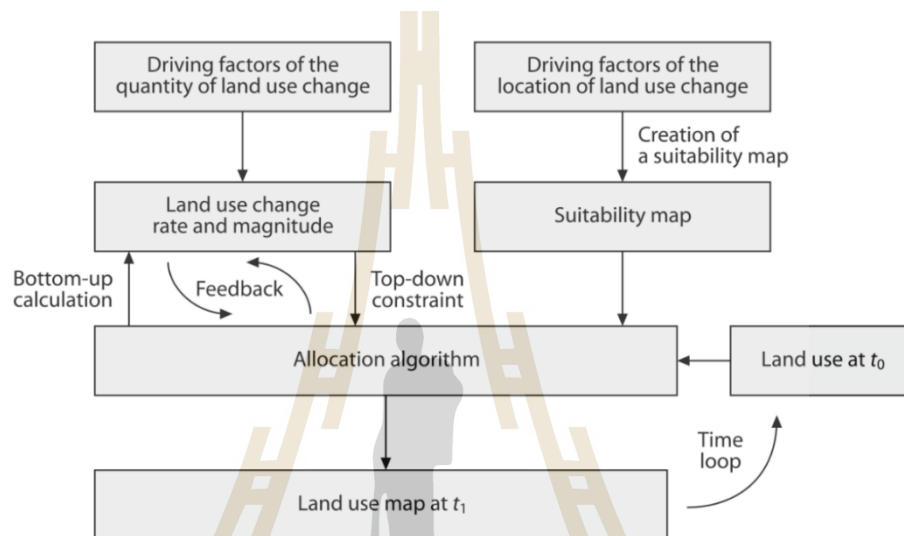 Driving factors of the
quantity of land use change
Driving factors of the
location of land use change
Creation of
a suitability map
Land use change
rate and magnitude
Suitability map
Bottom-up
calculation
Feedback
Top-down
constraint
Allocation algorithm
Land use at t₀
Time
loop
Land use map at t₁